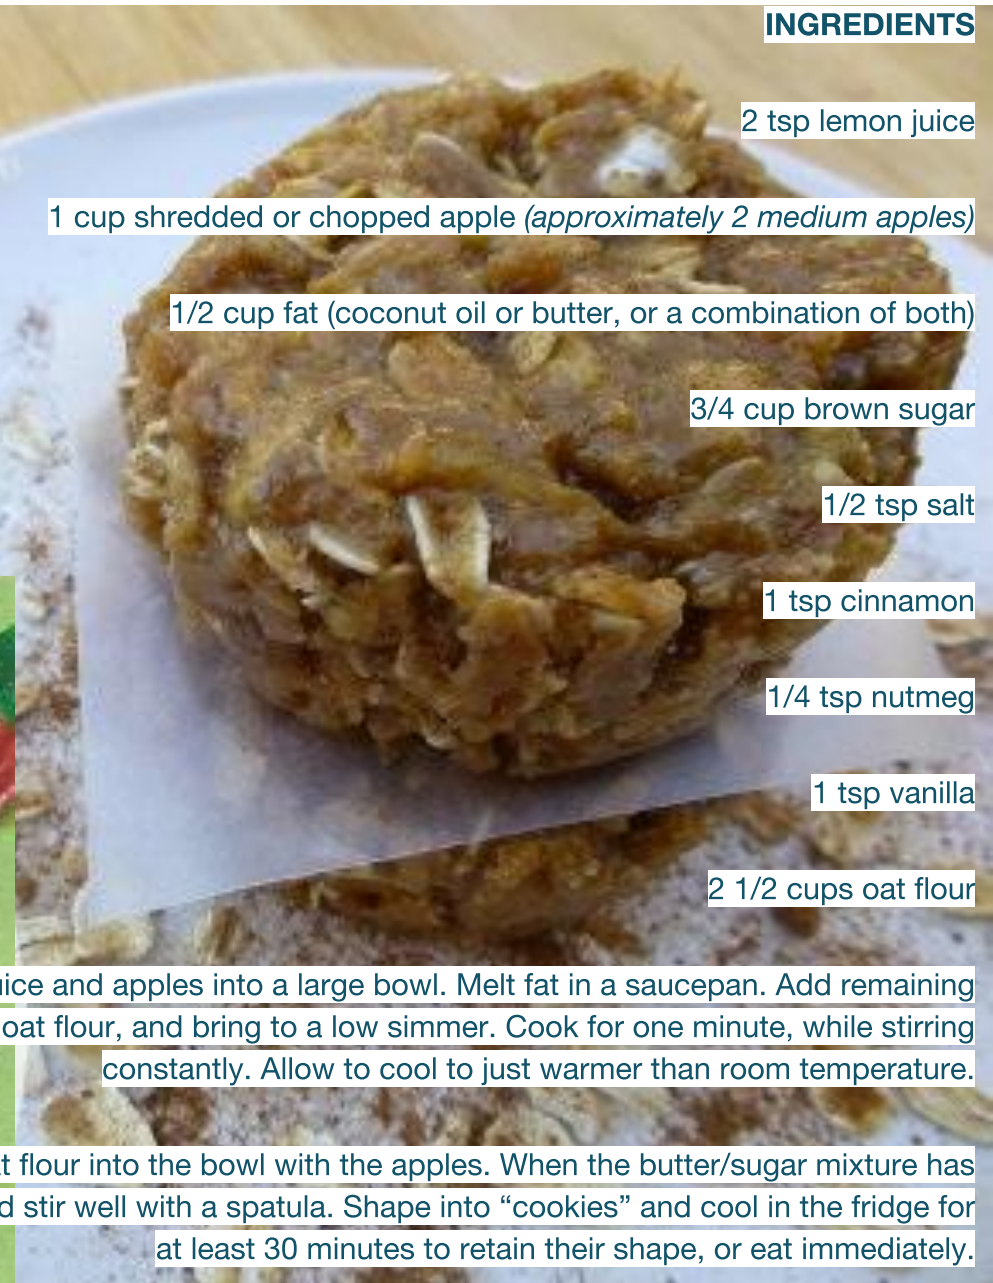 INGREDIENTS
2 tsp lemon juice
1 cup shredded or chopped apple (approximately 2 medium apples)
1/2 cup fat (coconut oil or butter, or a combination of both)
3/4 cup brown sugar
1/2 tsp salt
1 tsp cinnamon
1/4 tsp nutmeg
1 tsp vanilla
2 1/2 cups oat flour
and apples into a large bowl. Melt fat in a saucepan. Add remaining
oat flour, and bring to a low simmer. Cook for one minute, while stirring
constantly. Allow to cool to just warmer than room temperature.
flour into the bowl with the apples. When the butter/sugar mixture has
stir well with a spatula. Shape into “cookies” and cool in the fridge for
at least 30 minutes to retain their shape, or eat immediately.